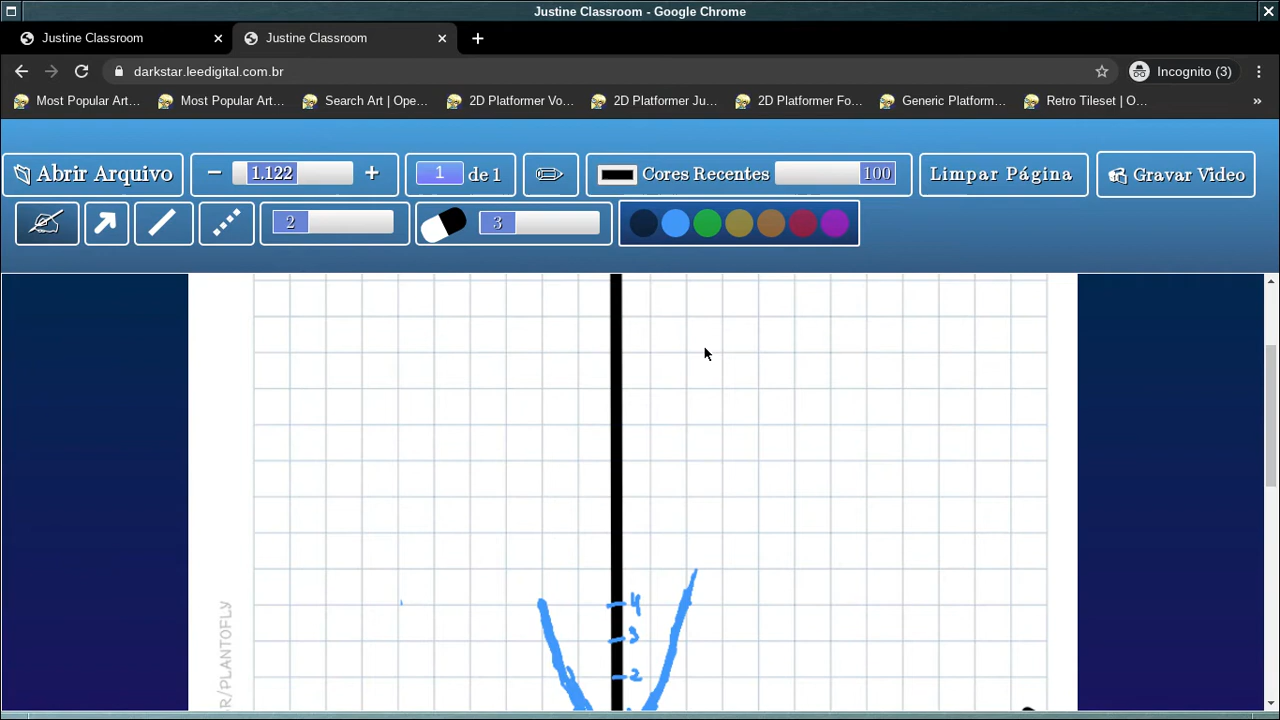 Justine Classroom - Google Chrome
Justine Classroom
Justine Classroom
darkstar.leedigital.com.br
Incognito (3)
Most Popular Art…
Most Popular Art…
Search Art | Ope…
2D Platformer Vo…
2D Platformer Ju…
2D Platformer Fo…
Generic Platform…
Retro Tileset | O…
Abrir Arquivo
1.122
1 de 1
Cores Recentes
100
Limpar Página
Gravar Video
2
3
4
3
2
R/PLANTOFLY